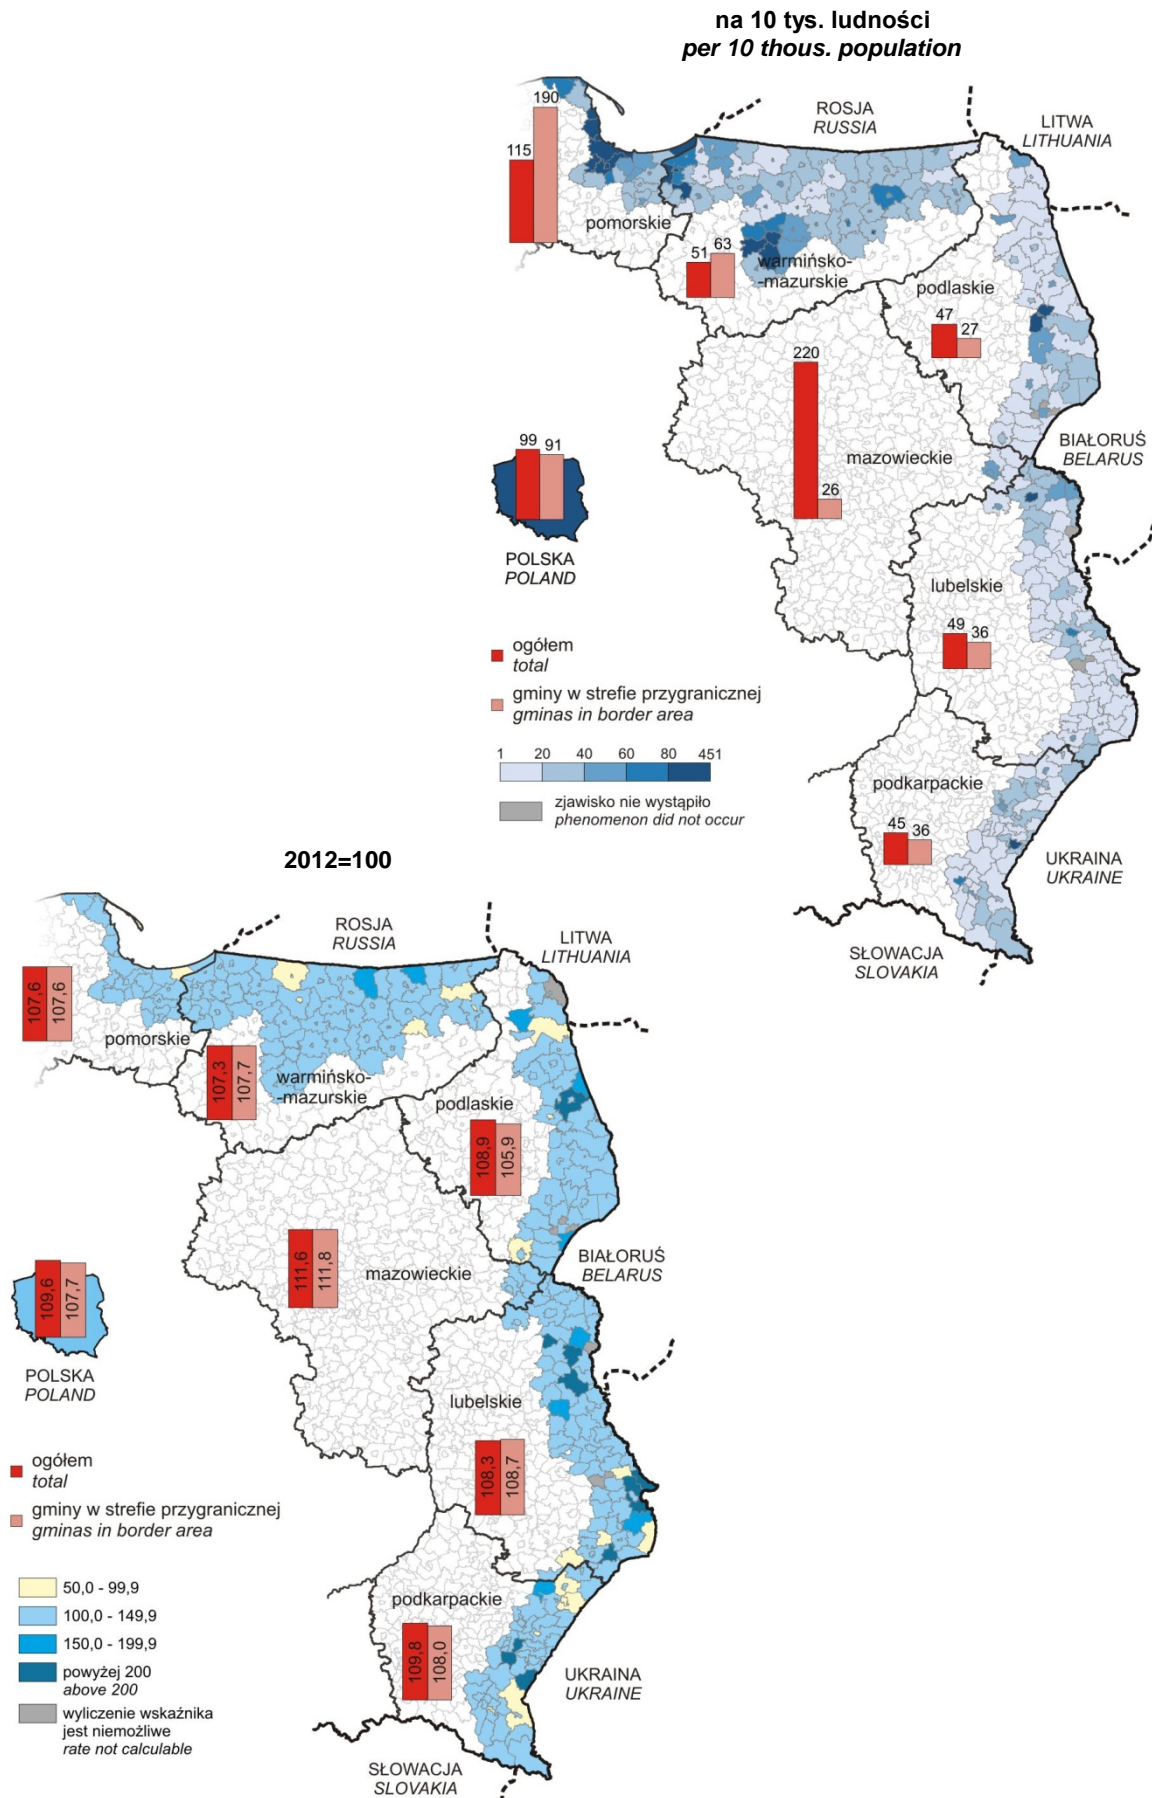 na 10 tys. ludności
per 10 thous. population
190
115
ROSJA
RUSSIA
LITWA
LITHUANIA
pomorskie
51
63
warmińsko-
-mazurskie
podlaskie
47
27
220
26
mazowieckie
BIAŁORUŚ
BELARUS
99
91
POLSKA
POLAND
lubelskie
49
36
ogółem
total
gminy w strefie przygranicznej
gminas in border area
1 20 40 60 80 451
zjawisko nie wystąpiło
phenomenon did not occur
podkarpackie
45
36
UKRAINA
UKRAINE
SŁOWACJA
SLOVAKIA
2012=100
ROSJA
RUSSIA
LITWA
LITHUANIA
107,6
107,6
pomorskie
107,3
107,7
warmińsko-
-mazurskie
podlaskie
108,9
105,9
111,6
111,8
mazowieckie
BIAŁORUŚ
BELARUS
109,6
107,7
POLSKA
POLAND
lubelskie
108,3
108,7
ogółem
total
gminy w strefie przygranicznej
gminas in border area
50,0 - 99,9
100,0 - 149,9
150,0 - 199,9
powyżej 200
above 200
wyliczenie wskaźnika
jest niemożliwe
rate not calculable
podkarpackie
109,8
108,0
UKRAINA
UKRAINE
SŁOWACJA
SLOVAKIA